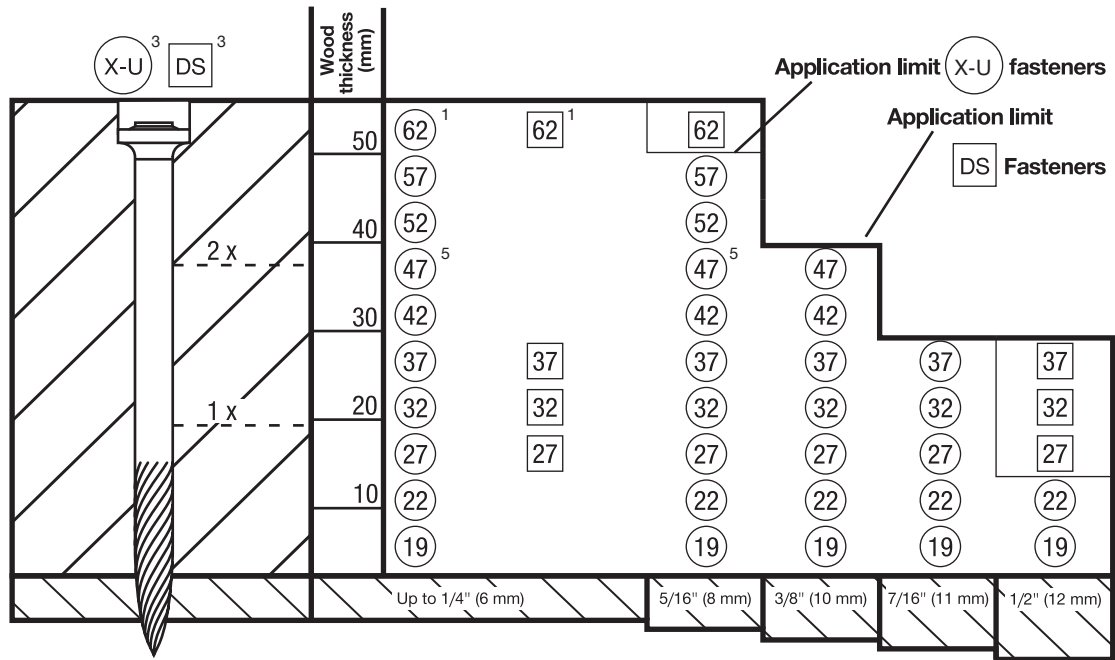 X-U 3 DS 3
Wood
thickness
(mm)
Application limit X-U fasteners
Application limit
DS Fasteners
50 62 1 62 1 62
57 57
52 52
40
2 x 47 5 47 5 47
42 42 42
30
37 37 37 37 37 37
1 x 20 32 32 32 32 32 32
27 27 27 27 27 27
10 22 22 22 22 22
19 19 19 19 19
Up to 1/4" (6 mm) 5/16" (8 mm) 3/8" (10 mm) 7/16" (11 mm) 1/2" (12 mm)